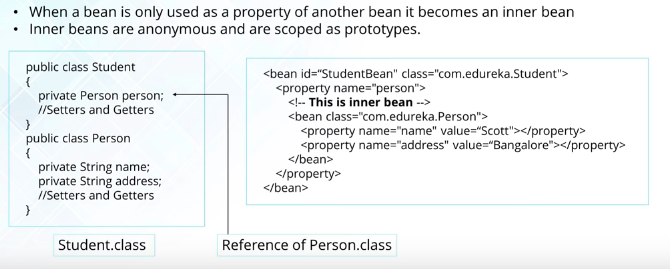 • When a bean is only used as a property of another bean it becomes an inner bean
• Inner beans are anonymous and are scoped as prototypes.
public class Student
{
private Person person;
//Setters and Getters
}
public class Person
{
private String name;
private String address;
//Setters and Getters
}
<bean id=“StudentBean" class="com.edureka.Student">
<property name="person">
<!-- This is inner bean -->
<bean class="com.edureka.Person">
<property name="name" value=“Scott"></property>
<property name="address" value=“Bangalore"></property>
</bean>
</property>
</bean>
Student.class
Reference of Person.class